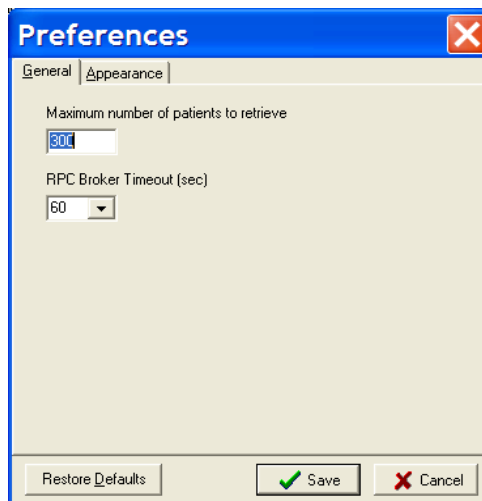 Preferences
General Appearance
Maximum number of patients to retrieve
300
RPC Broker Timeout (sec)
60
Restore Defaults Save Cancel